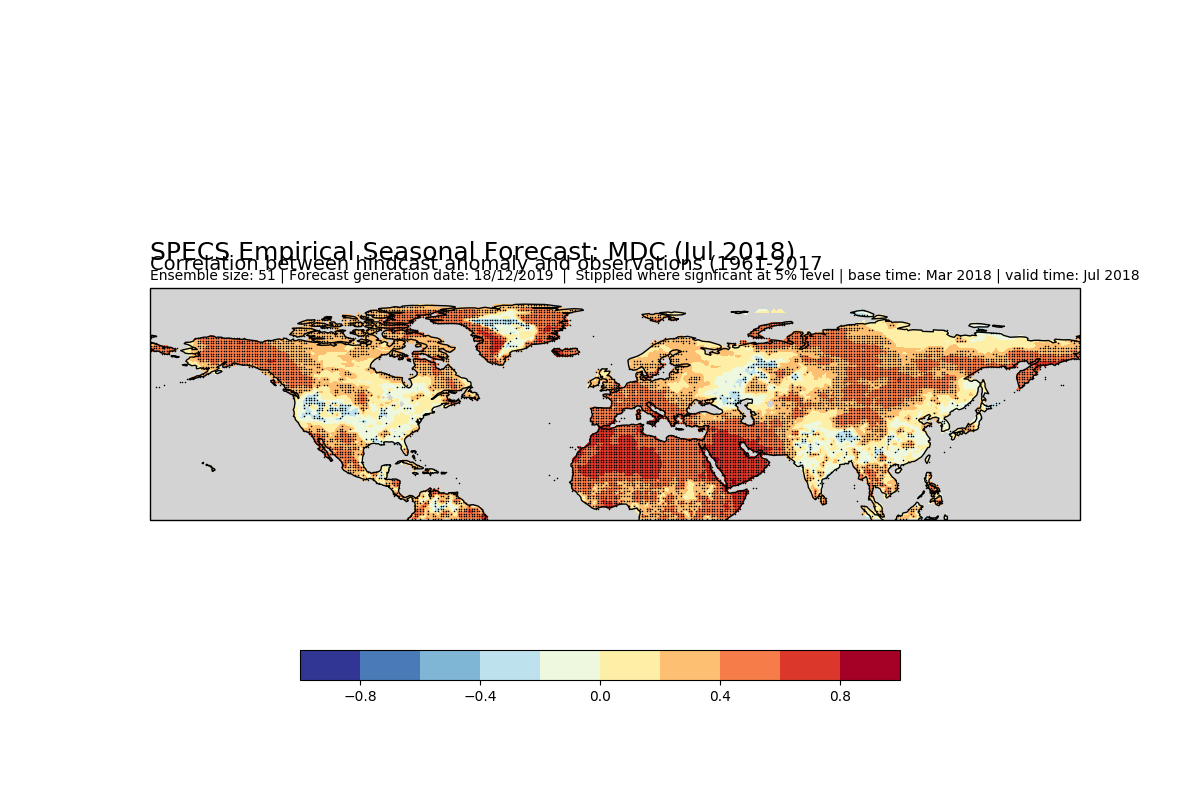 SPECS Empirical Seasonal Forecast: MDC (Jul 2018)
Correlation between hindcast anomaly and observations (1961-2017
Ensemble size: 51 | Forecast generation date: 18/12/2019  |  Stippled where signficant at 5% level | base time: Mar 2018 | valid time: Jul 2018
−0.8 −0.4 0.0 0.4 0.8